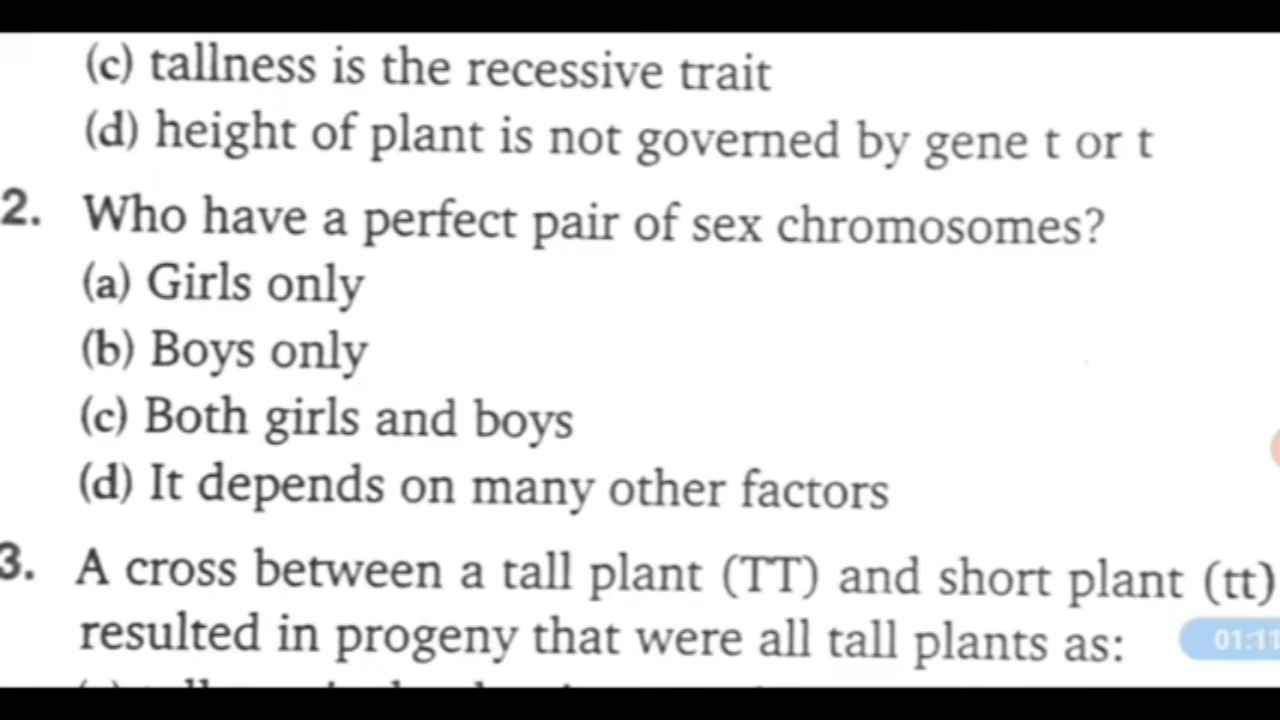 (c) tallness is the recessive trait
(d) height of plant is not governed by gene t or t
2. Who have a perfect pair of sex chromosomes?
(a) Girls only
(b) Boys only
(c) Both girls and boys
(d) It depends on many other factors
3. A cross between a tall plant (TT) and short plant (tt)
resulted in progeny that were all tall plants as:
01:11